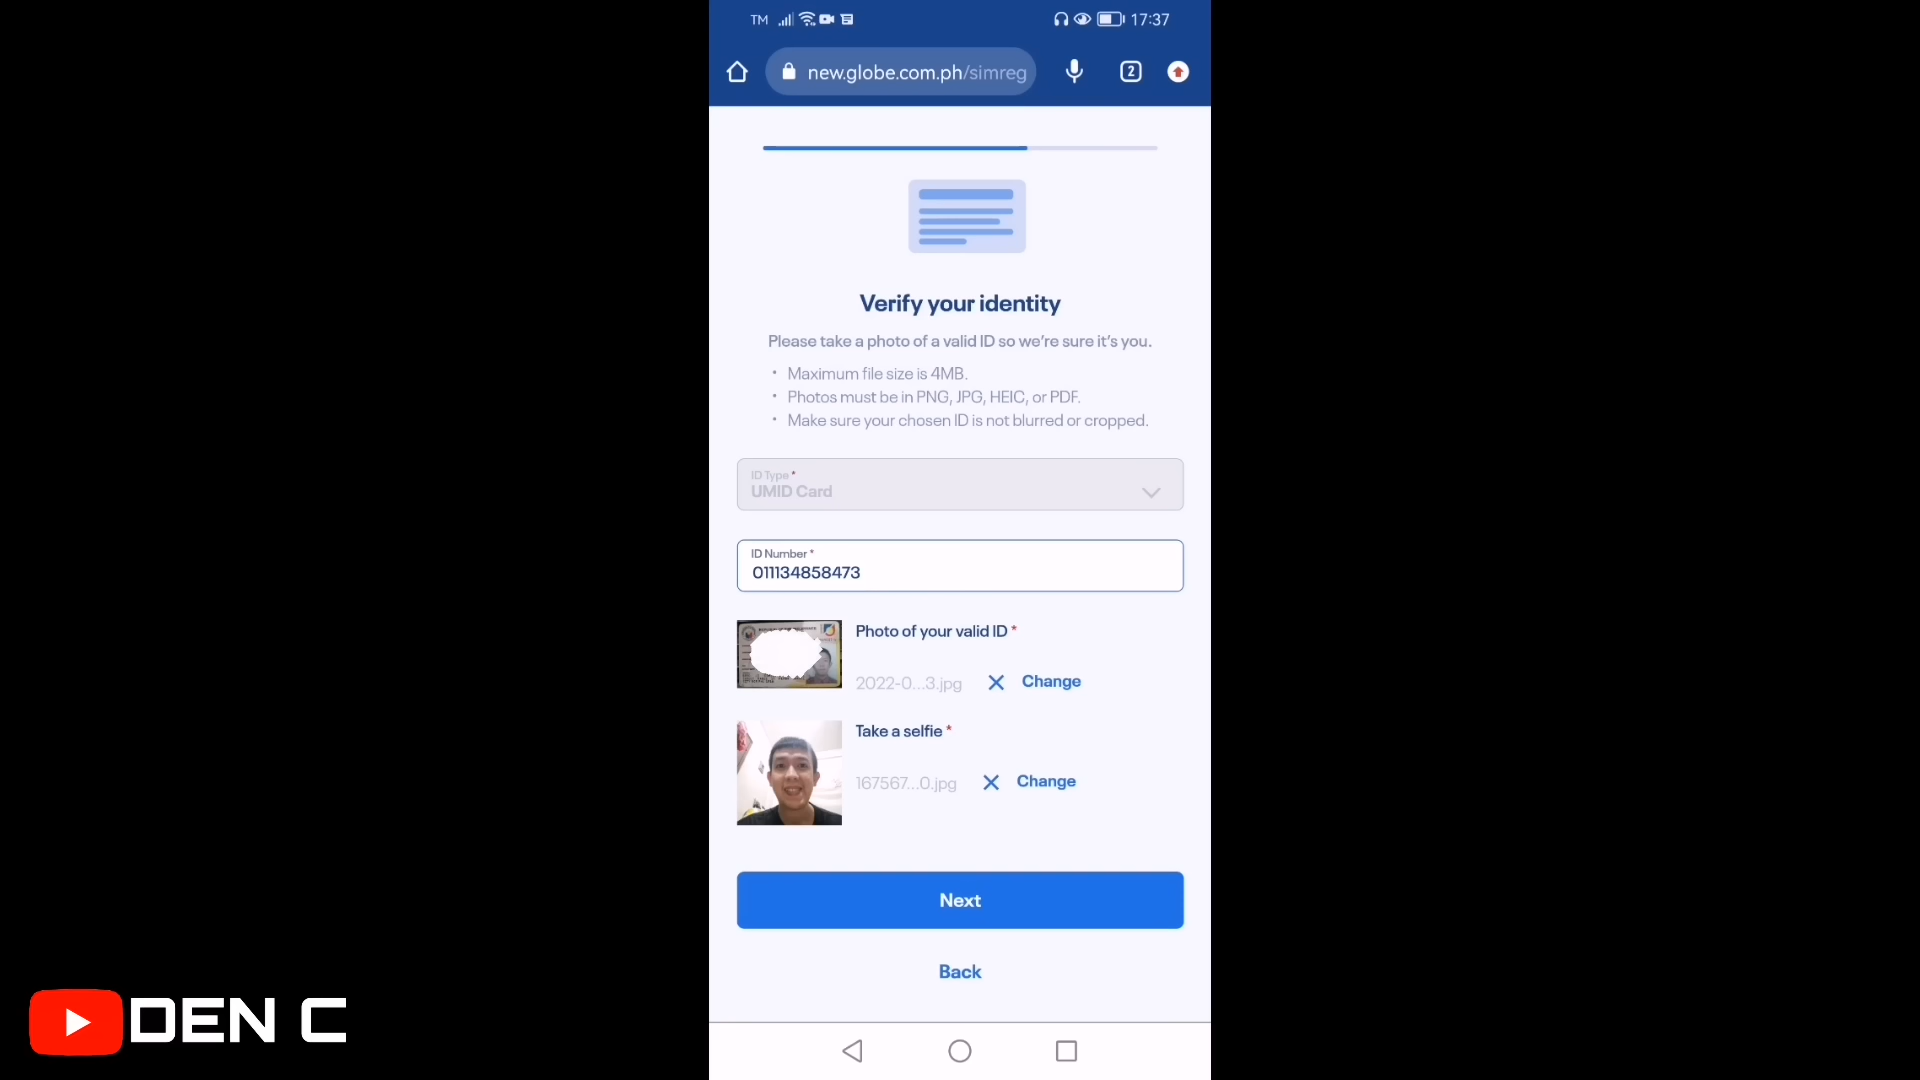 TM 17:37
new.globe.com.ph/simreg 2
Verify your identity
Please take a photo of a valid ID so we're sure it's you.
• Maximum file size is 4MB.
• Photos must be in PNG, JPG, HEIC, or PDF.
• Make sure your chosen ID is not blurred or cropped.
ID Type *
UMID Card
ID Number *
011134858473
Photo of your valid ID *
2022-0...3.jpg Change
Take a selfie *
167567...0.jpg Change
Next
Back
DEN C